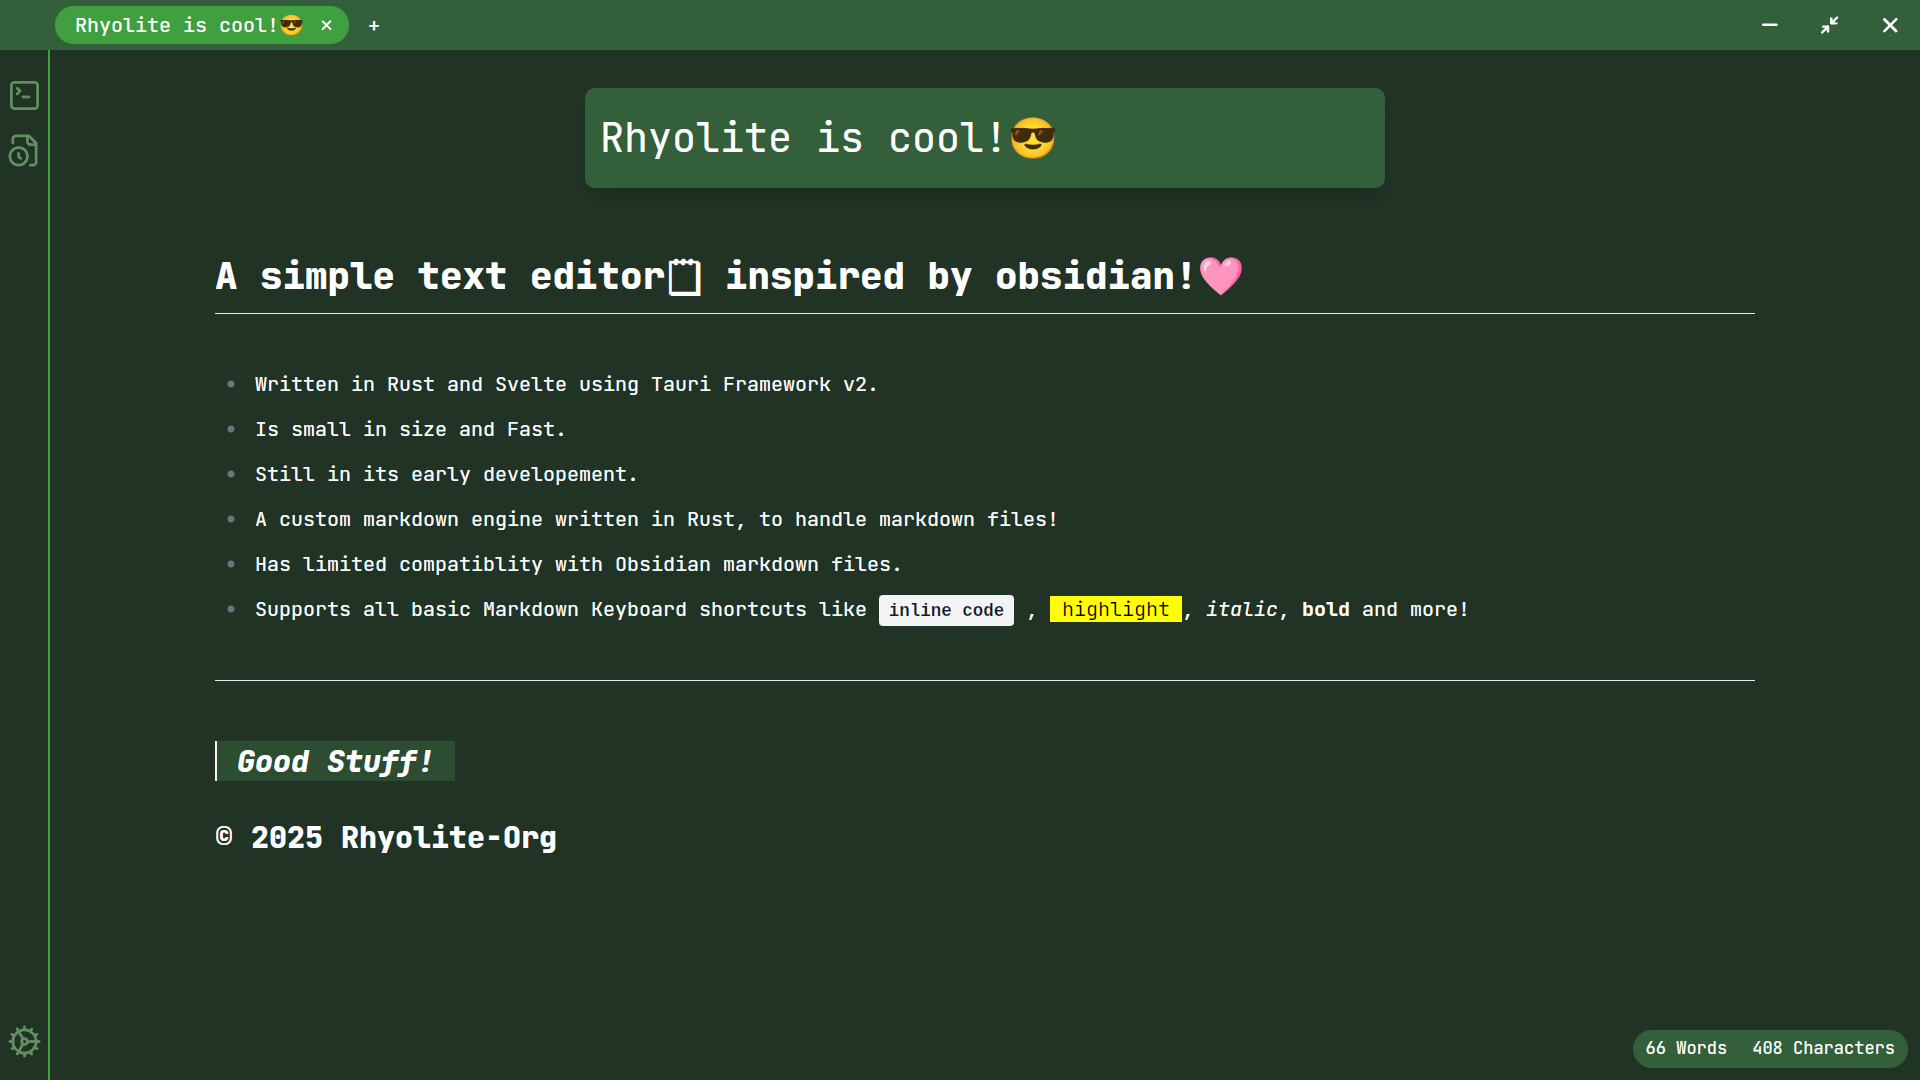 Rhyolite is cool!😎
Rhyolite is cool!😎
A simple text editor🗒 inspired by obsidian!🩷
Written in Rust and Svelte using Tauri Framework v2.
Is small in size and Fast.
Still in its early developement.
A custom markdown engine written in Rust, to handle markdown files!
Has limited compatiblity with Obsidian markdown files.
Supports all basic Markdown Keyboard shortcuts like inline code , highlight, italic, bold and more!
Good Stuff!
© 2025 Rhyolite-Org
66 Words 408 Characters